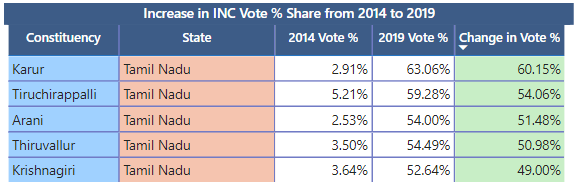 Increase in INC Vote % Share from 2014 to 2019
Constituency State 2014 Vote % 2019 Vote % Change in Vote %
Karur Tamil Nadu 2.91% 63.06% 60.15%
Tiruchirappalli Tamil Nadu 5.21% 59.28% 54.06%
Arani Tamil Nadu 2.53% 54.00% 51.48%
Thiruvallur Tamil Nadu 3.50% 54.49% 50.98%
Krishnagiri Tamil Nadu 3.64% 52.64% 49.00%